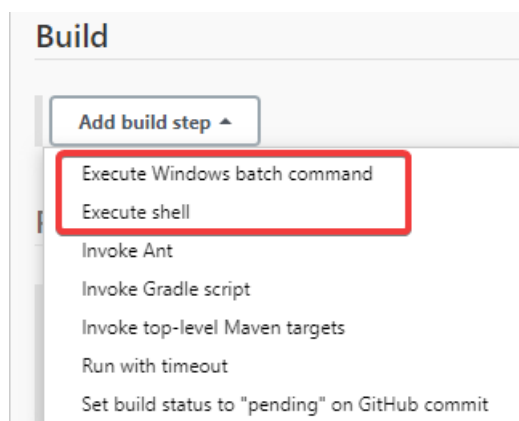 Build
Add build step
Execute Windows batch command
Execute shell
Invoke Ant
Invoke Gradle script
Invoke top-level Maven targets
Run with timeout
Set build status to "pending" on GitHub commit